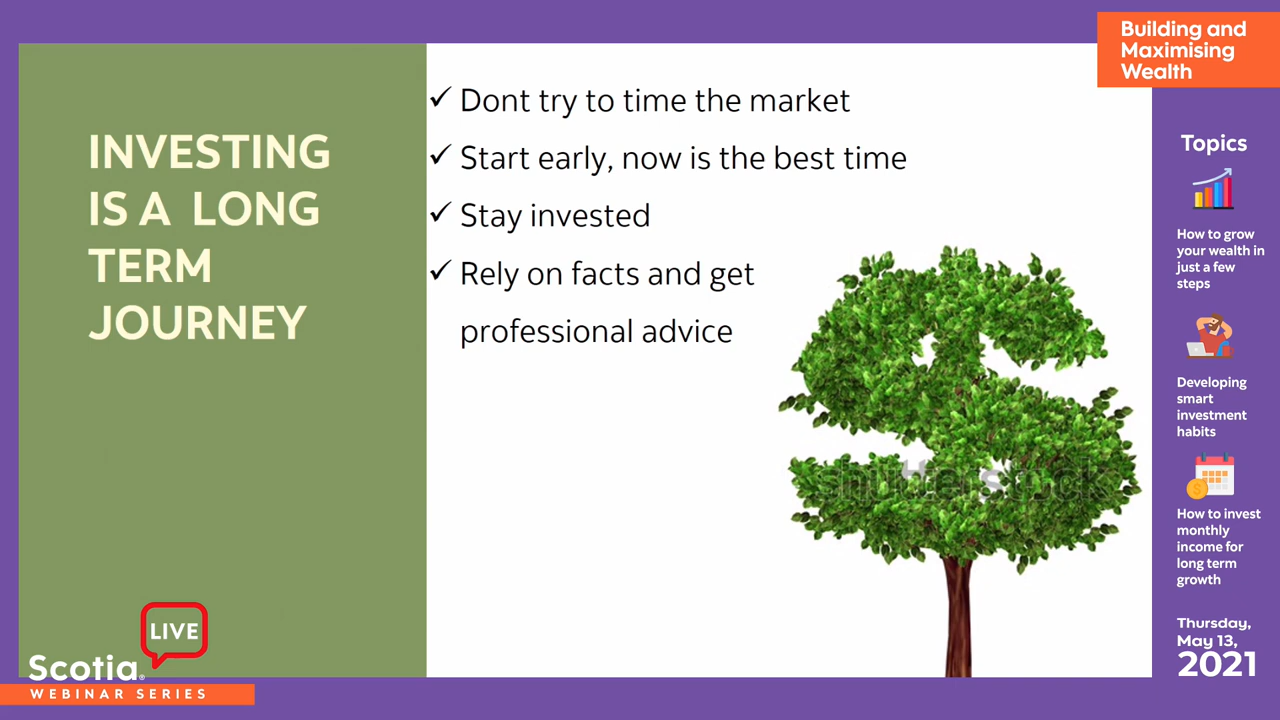 Building and
Maximising
Wealth
INVESTING
IS A LONG
TERM
JOURNEY
✓ Dont try to time the market
✓ Start early, now is the best time
✓ Stay invested
✓ Rely on facts and get
professional advice
shutterstock
Topics
How to grow
your wealth in
just a few
steps
Developing
smart
investment
habits
How to invest
monthly
income for
long term
growth
Thursday,
May 13,
2021
LIVE
Scotia®
WEBINAR SERIES